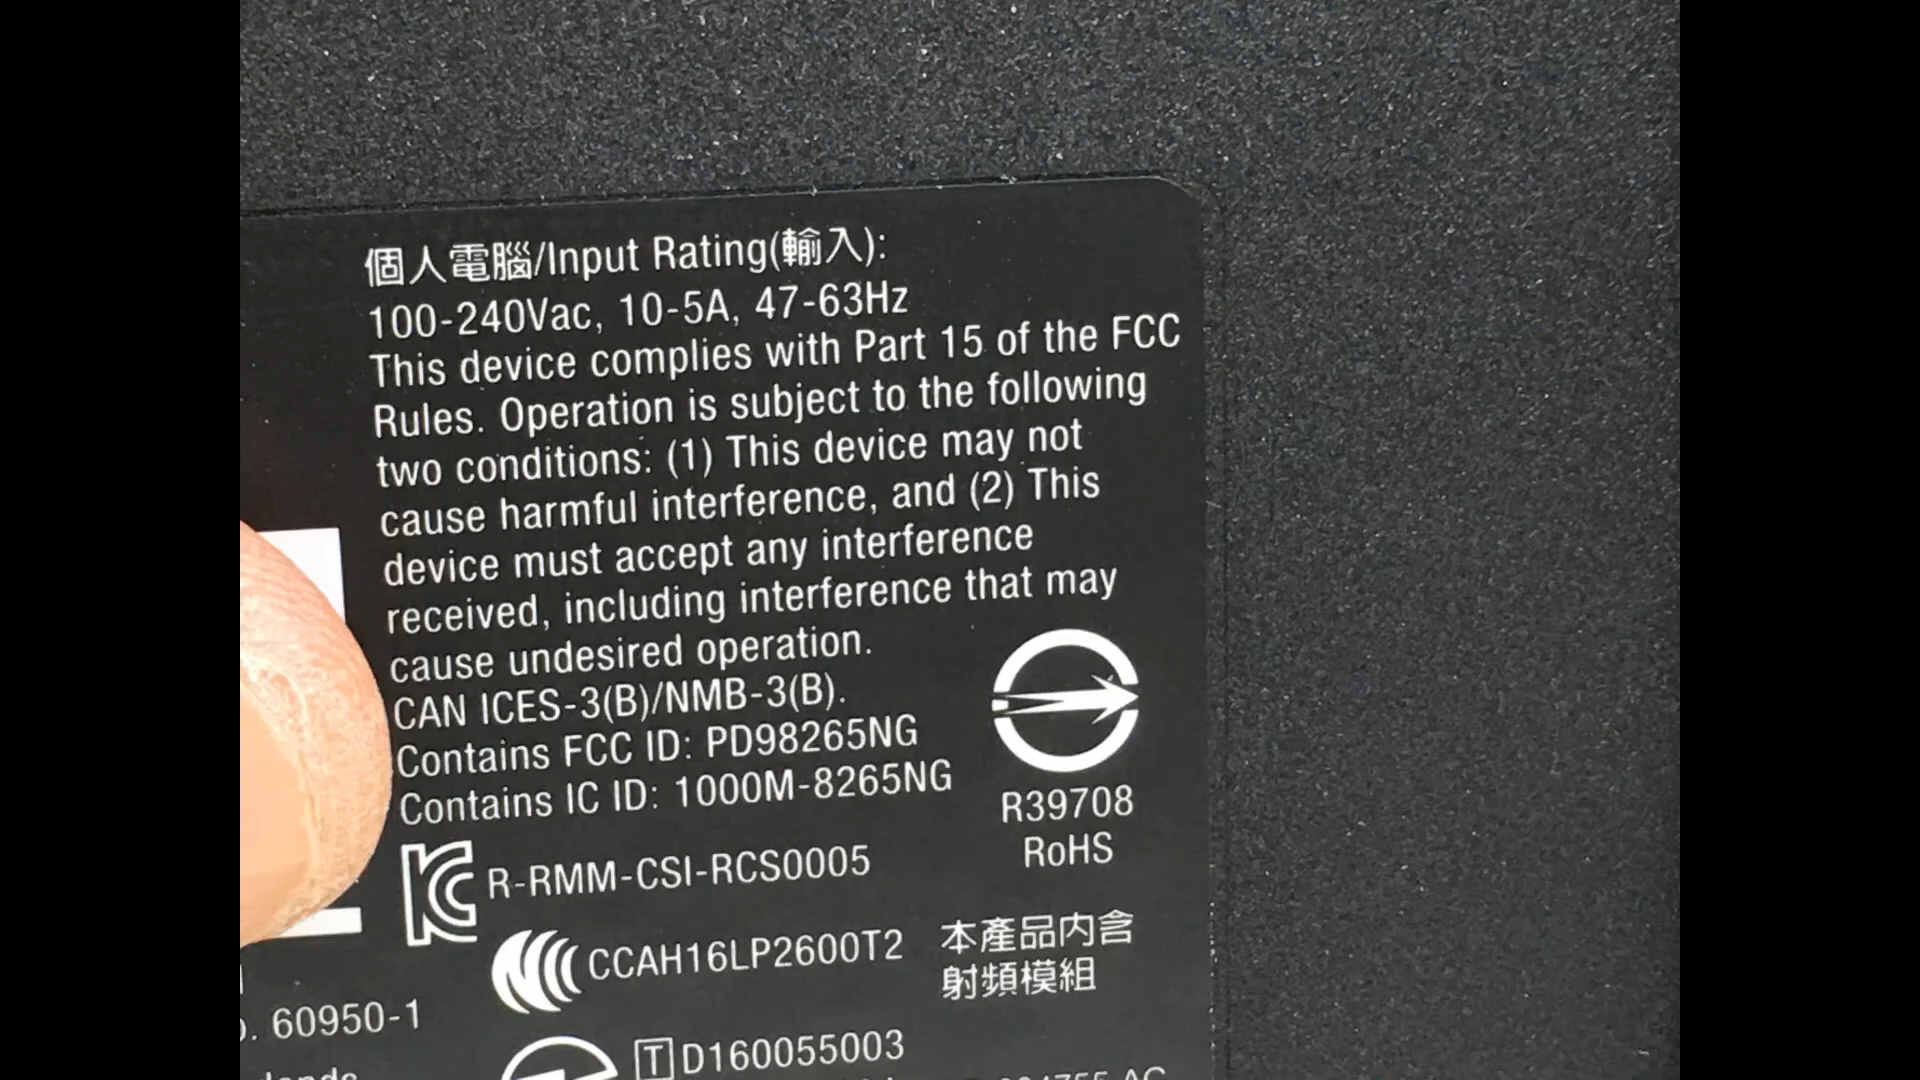 個人電腦/Input Rating(輸入):
100-240Vac, 10-5A, 47-63Hz
This device complies with Part 15 of the FCC
Rules. Operation is subject to the following
two conditions: (1) This device may not
cause harmful interference, and (2) This
device must accept any interference
received, including interference that may
cause undesired operation.
CAN ICES-3(B)/NMB-3(B).
Contains FCC ID: PD98265NG
Contains IC ID: 1000M-8265NG
R39708
RoHS
R-RMM-CSI-RCS0005
CCAH16LP2600T2
本產品內含
射頻模組
60950-1
T D160055003